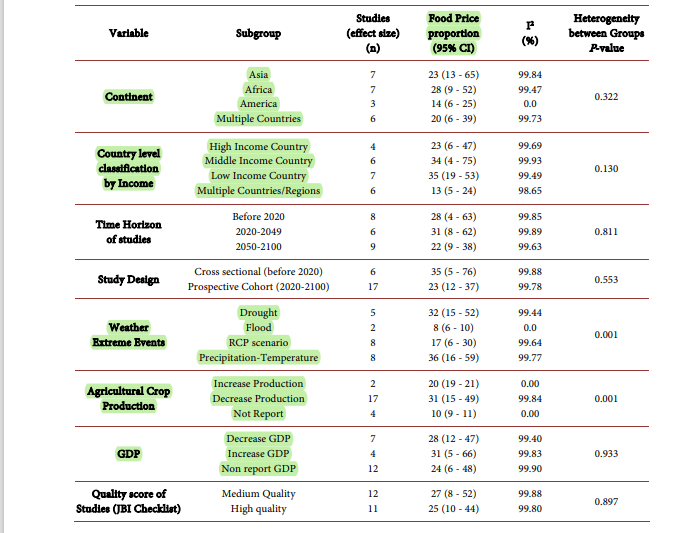 Variable Subgroup Studies (effect size) (n) Food Price proportion (95% CI) I² (%) Heterogeneity between Groups P-value
Continent
Asia 7 23 (13 - 65) 99.84
Africa 7 28 (9 - 52) 99.47
America 3 14 (6 - 25) 0.0
Multiple Countries 6 20 (6 - 39) 99.73
0.322
Country level
classification
by Income
High Income Country 4 23 (6 - 47) 99.69
Middle Income Country 6 34 (4 - 75) 99.93
Low Income Country 7 35 (19 - 53) 99.49
Multiple Countries/Regions 6 13 (5 - 24) 98.65
0.130
Time Horizon
of studies
Before 2020 8 28 (4 - 63) 99.85
2020-2049 6 31 (8 - 62) 99.89
2050-2100 9 22 (9 - 38) 99.63
0.811
Study Design
Cross sectional (before 2020) 6 35 (5 - 76) 99.88
Prospective Cohort (2020-2100) 17 23 (12 - 37) 99.78
0.553
Weather
Extreme Events
Drought 5 32 (15 - 52) 99.44
Flood 2 8 (6 - 10) 0.0
RCP scenario 8 17 (6 - 30) 99.64
Precipitation-Temperature 8 36 (16 - 59) 99.77
0.001
Agricultural Crop
Production
Increase Production 2 20 (19 - 21) 0.00
Decrease Production 17 31 (15 - 49) 99.84
Not Report 4 10 (9 - 11) 0.00
0.001
GDP
Decrease GDP 7 28 (12 - 47) 99.40
Increase GDP 4 31 (5 - 66) 99.83
Non report GDP 12 24 (6 - 48) 99.90
0.933
Quality score of
Studies (JBI Checklist)
Medium Quality 12 27 (8 - 52) 99.88
High quality 11 25 (10 - 44) 99.80
0.897